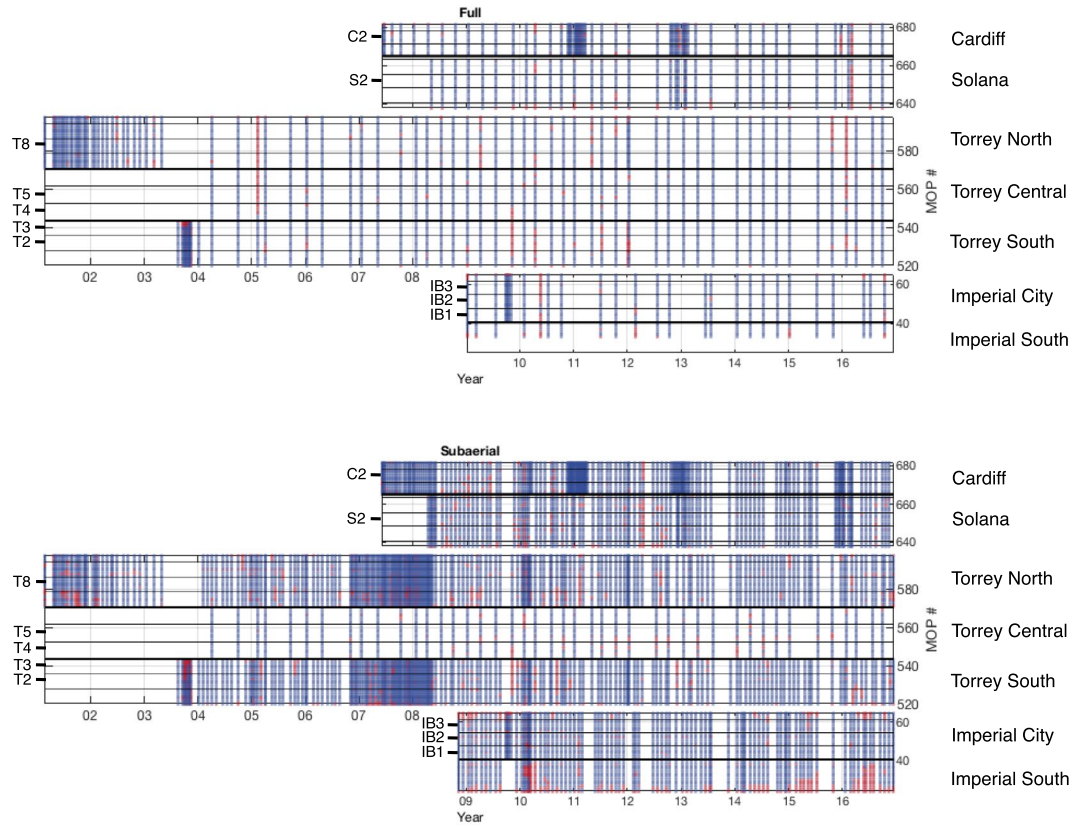 Full
C2 680 Cardiff
660
S2 Solana
640
T8 Torrey North
580
560
T5 Torrey Central
T4
MOP #
T3 540
T2 Torrey South
520
02 03 04 05 06 07 08
IB3 60
IB2 Imperial City
IB1
40
Imperial South
10 11 12 13 14 15 16
Year
Subaerial
C2 680 Cardiff
660
S2 Solana
640
T8 Torrey North
580
560
T5 Torrey Central
T4
MOP #
T3 540
T2 Torrey South
520
02 03 04 05 06 07 08
IB3 60
IB2 Imperial City
IB1
40
Imperial South
09 10 11 12 13 14 15 16
Year